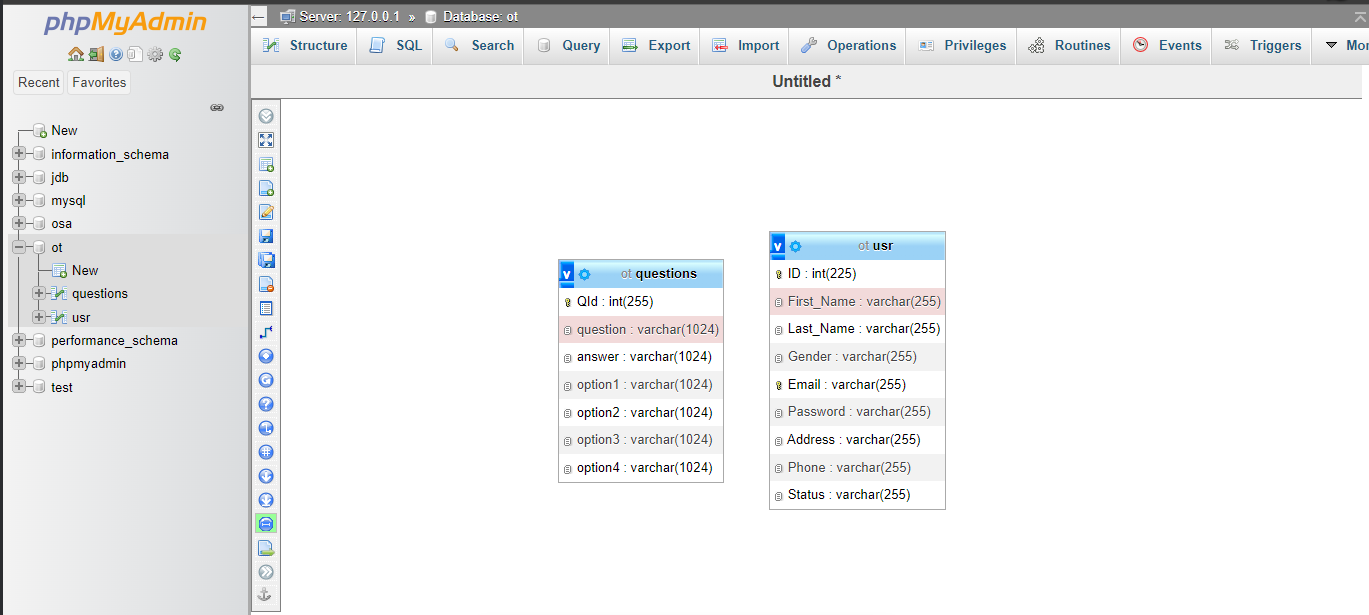 phpMyAdmin
Recent Favorites
New
information_schema
jdb
mysql
osa
ot
New
questions
usr
performance_schema
phpmyadmin
test
Server: 127.0.0.1 » Database: ot
Structure SQL Search Query Export Import Operations Privileges Routines Events Triggers Mor
Untitled *
v ot questions
QId : int(255)
question : varchar(1024)
answer : varchar(1024)
option1 : varchar(1024)
option2 : varchar(1024)
option3 : varchar(1024)
option4 : varchar(1024)
v ot usr
ID : int(225)
First_Name : varchar(255)
Last_Name : varchar(255)
Gender : varchar(255)
Email : varchar(255)
Password : varchar(255)
Address : varchar(255)
Phone : varchar(255)
Status : varchar(255)